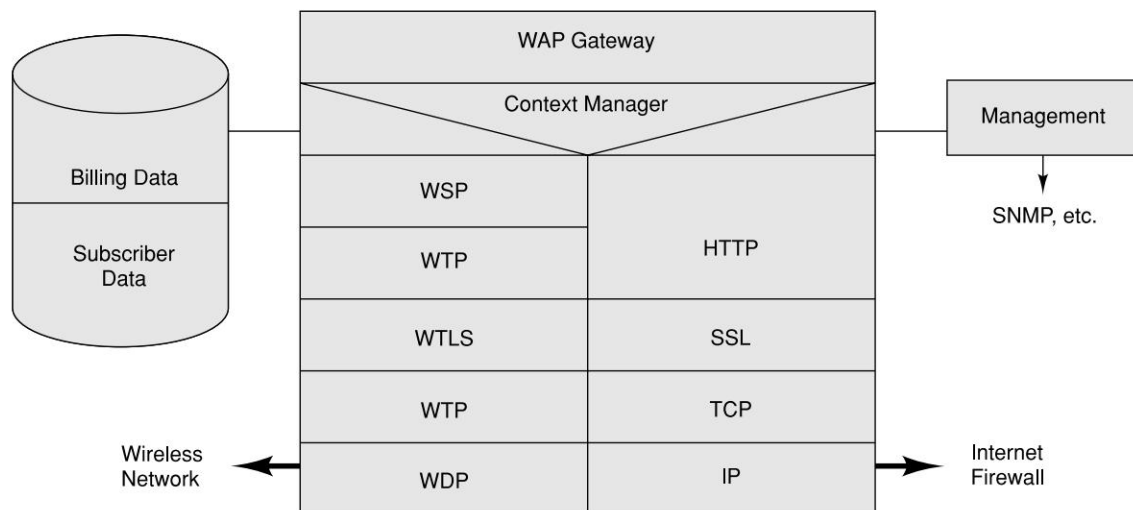 WAP Gateway
Context Manager
Billing Data
Subscriber
Data
WSP
WTP
WTLS
WTP
WDP
HTTP
SSL
TCP
IP
Management
SNMP, etc.
Wireless
Network
Internet
Firewall